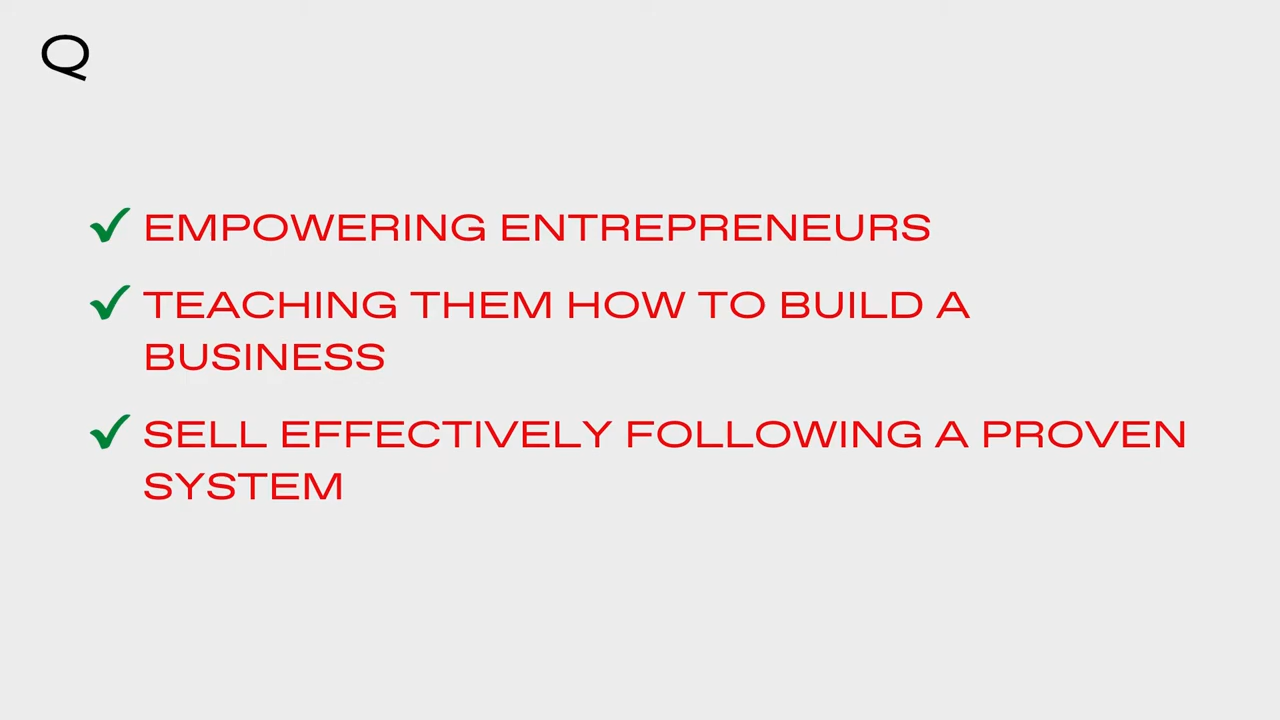 Q
EMPOWERING ENTREPRENEURS
TEACHING THEM HOW TO BUILD A
BUSINESS
SELL EFFECTIVELY FOLLOWING A PROVEN
SYSTEM